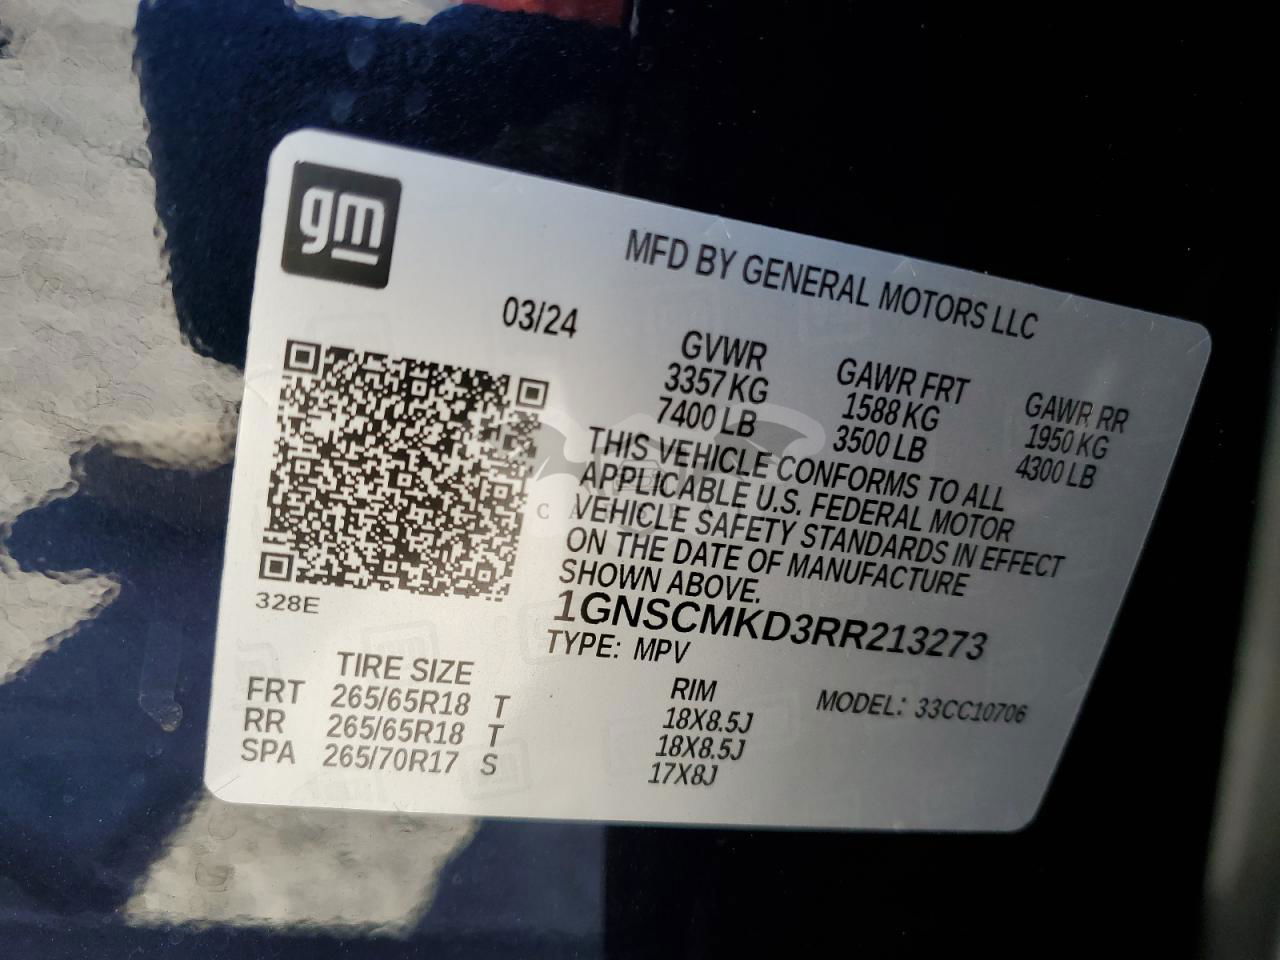 gm
MFD BY GENERAL MOTORS LLC
03/24
GVWR GAWR FRT GAWR RR
3357 KG 1588 KG 1950 KG
7400 LB 3500 LB 4300 LB
THIS VEHICLE CONFORMS TO ALL
APPLICABLE U.S. FEDERAL MOTOR
VEHICLE SAFETY STANDARDS IN EFFECT
ON THE DATE OF MANUFACTURE
SHOWN ABOVE.
328E
1GNSCMKD3RR213273
TYPE: MPV MODEL: 33CC10706
TIRE SIZE RIM
FRT 265/65R18 T 18X8.5J
RR 265/65R18 T 18X8.5J
SPA 265/70R17 S 17X8J